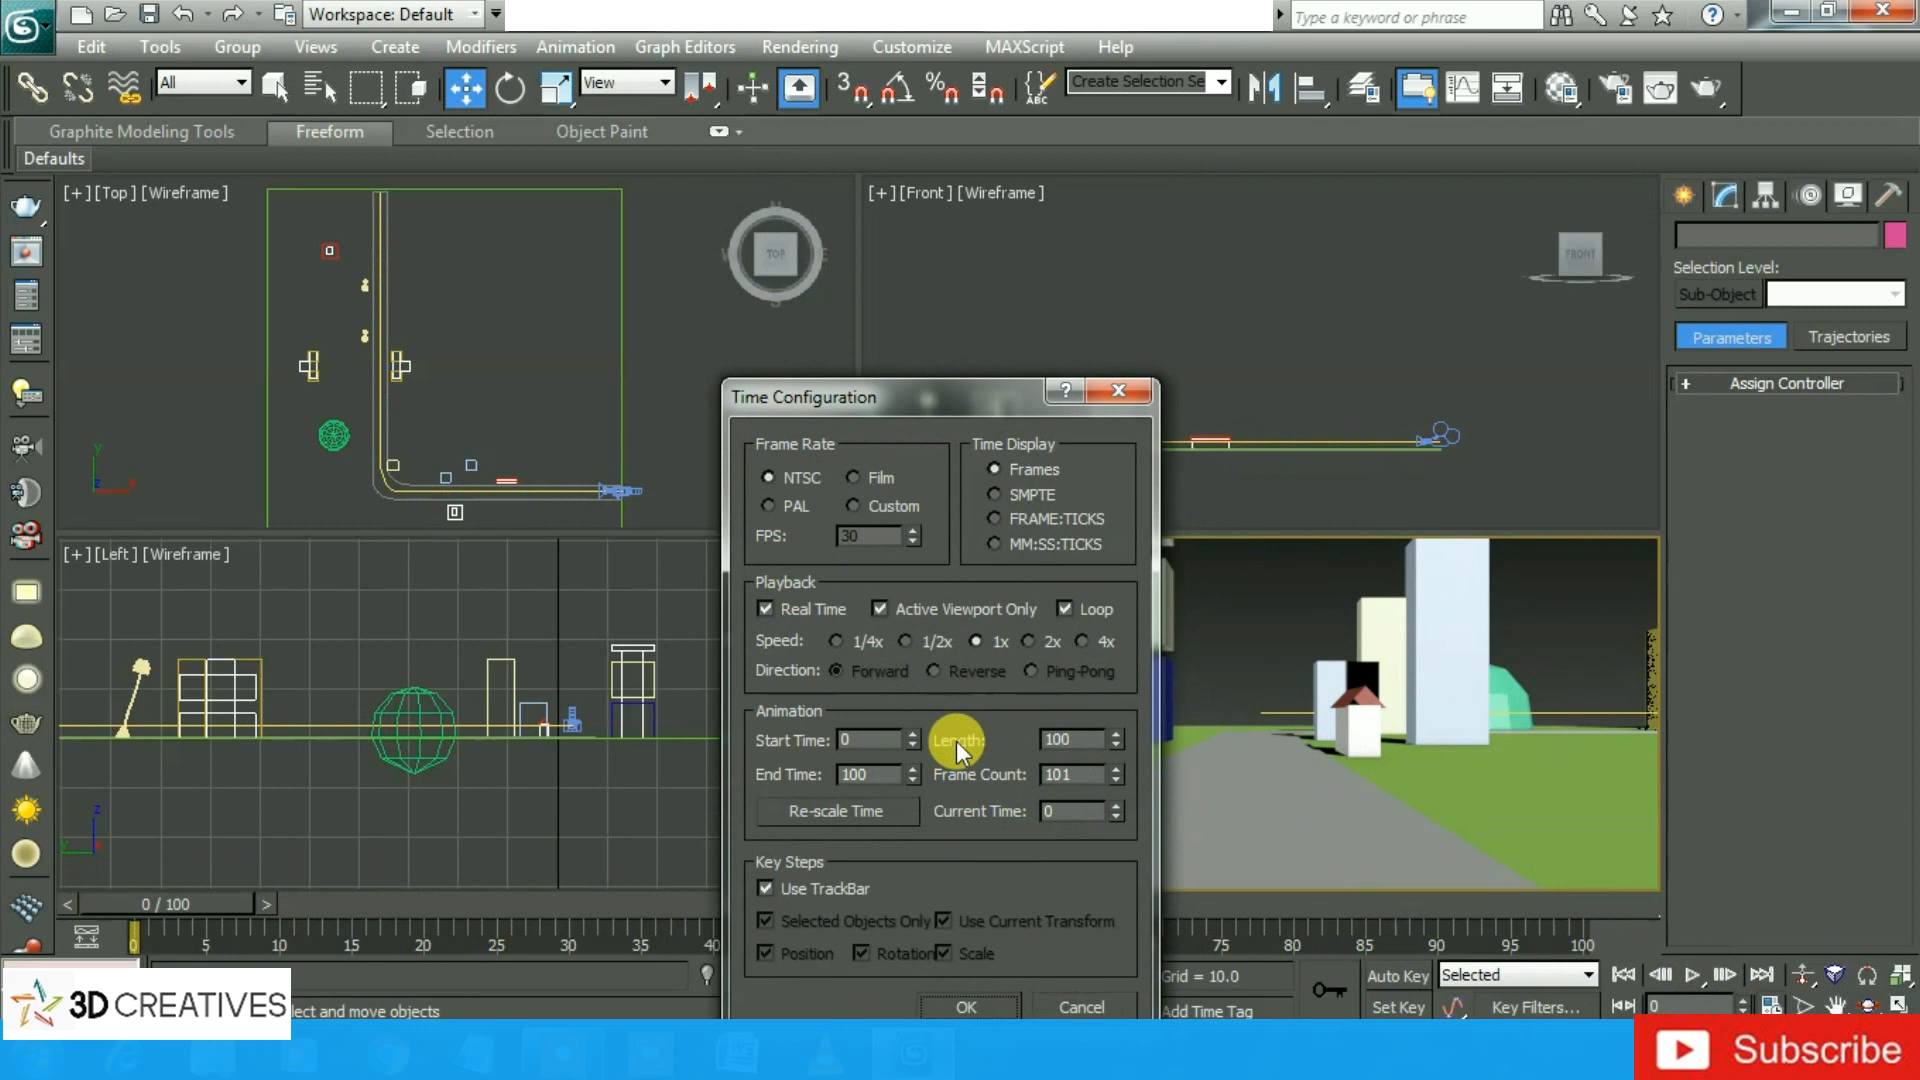 Workspace: Default
Type a keyword or phrase
Edit Tools Group Views Create Modifiers Animation Graph Editors Rendering Customize MAXScript Help
All
View
3
%
ABC
Create Selection Se
Graphite Modeling Tools Freeform Selection Object Paint
Defaults
[+][Top][Wireframe]
TOP
[+][Front][Wireframe]
FRONT
Selection Level:
Sub-Object
Parameters Trajectories
+ Assign Controller
Time Configuration
?
Frame Rate
NTSC Film
PAL Custom
FPS: 30
Time Display
Frames
SMPTE
FRAME:TICKS
MM:SS:TICKS
Playback
Real Time Active Viewport Only Loop
Speed: 1/4x 1/2x 1x 2x 4x
Direction: Forward Reverse Ping-Pong
Animation
Start Time: 0 Length: 100
End Time: 100 Frame Count: 101
Re-scale Time Current Time: 0
Key Steps
Use TrackBar
Selected Objects Only Use Current Transform
Position Rotation Scale
OK Cancel
[+][Left][Wireframe]
< 0 / 100 >
0 5 10 15 20 25 30 35 40 75 80 85 90 95 100
Grid = 10.0
Auto Key Selected
lect and move objects
Add Time Tag
Set Key Key Filters... 0
3D CREATIVES
Subscribe